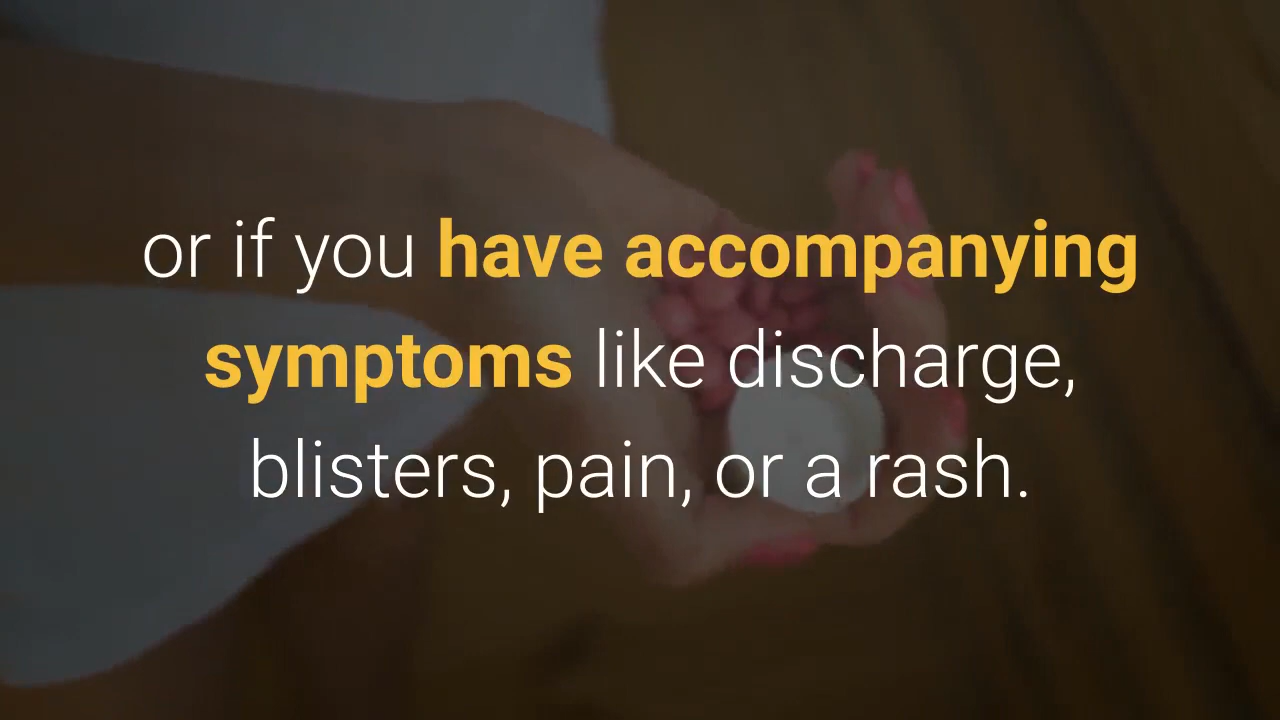 or if you have accompanying
symptoms like discharge,
blisters, pain, or a rash.